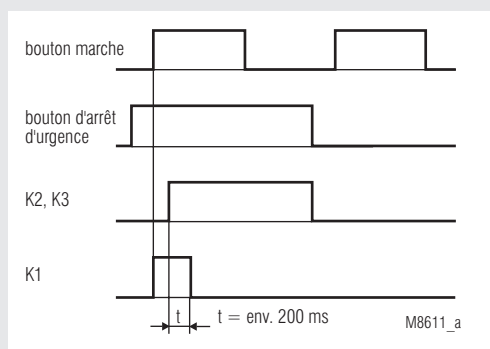 bouton marche
bouton d'arrêt
d'urgence
K2, K3
K1
t
t = env. 200 ms
M8611_a